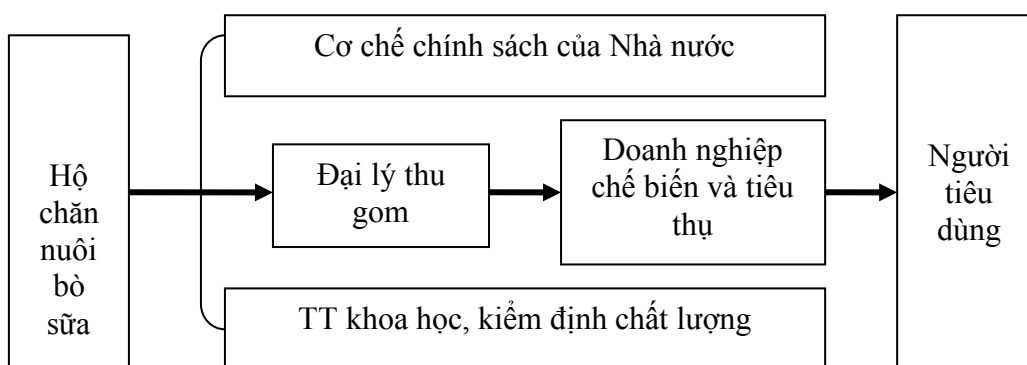 Cơ chế chính sách của Nhà nước
Hộ
chăn
nuôi
bò
sữa
Đại lý thu
gom
Doanh nghiệp
chế biến và tiêu
thụ
Người
tiêu
dùng
TT khoa học, kiểm định chất lượng